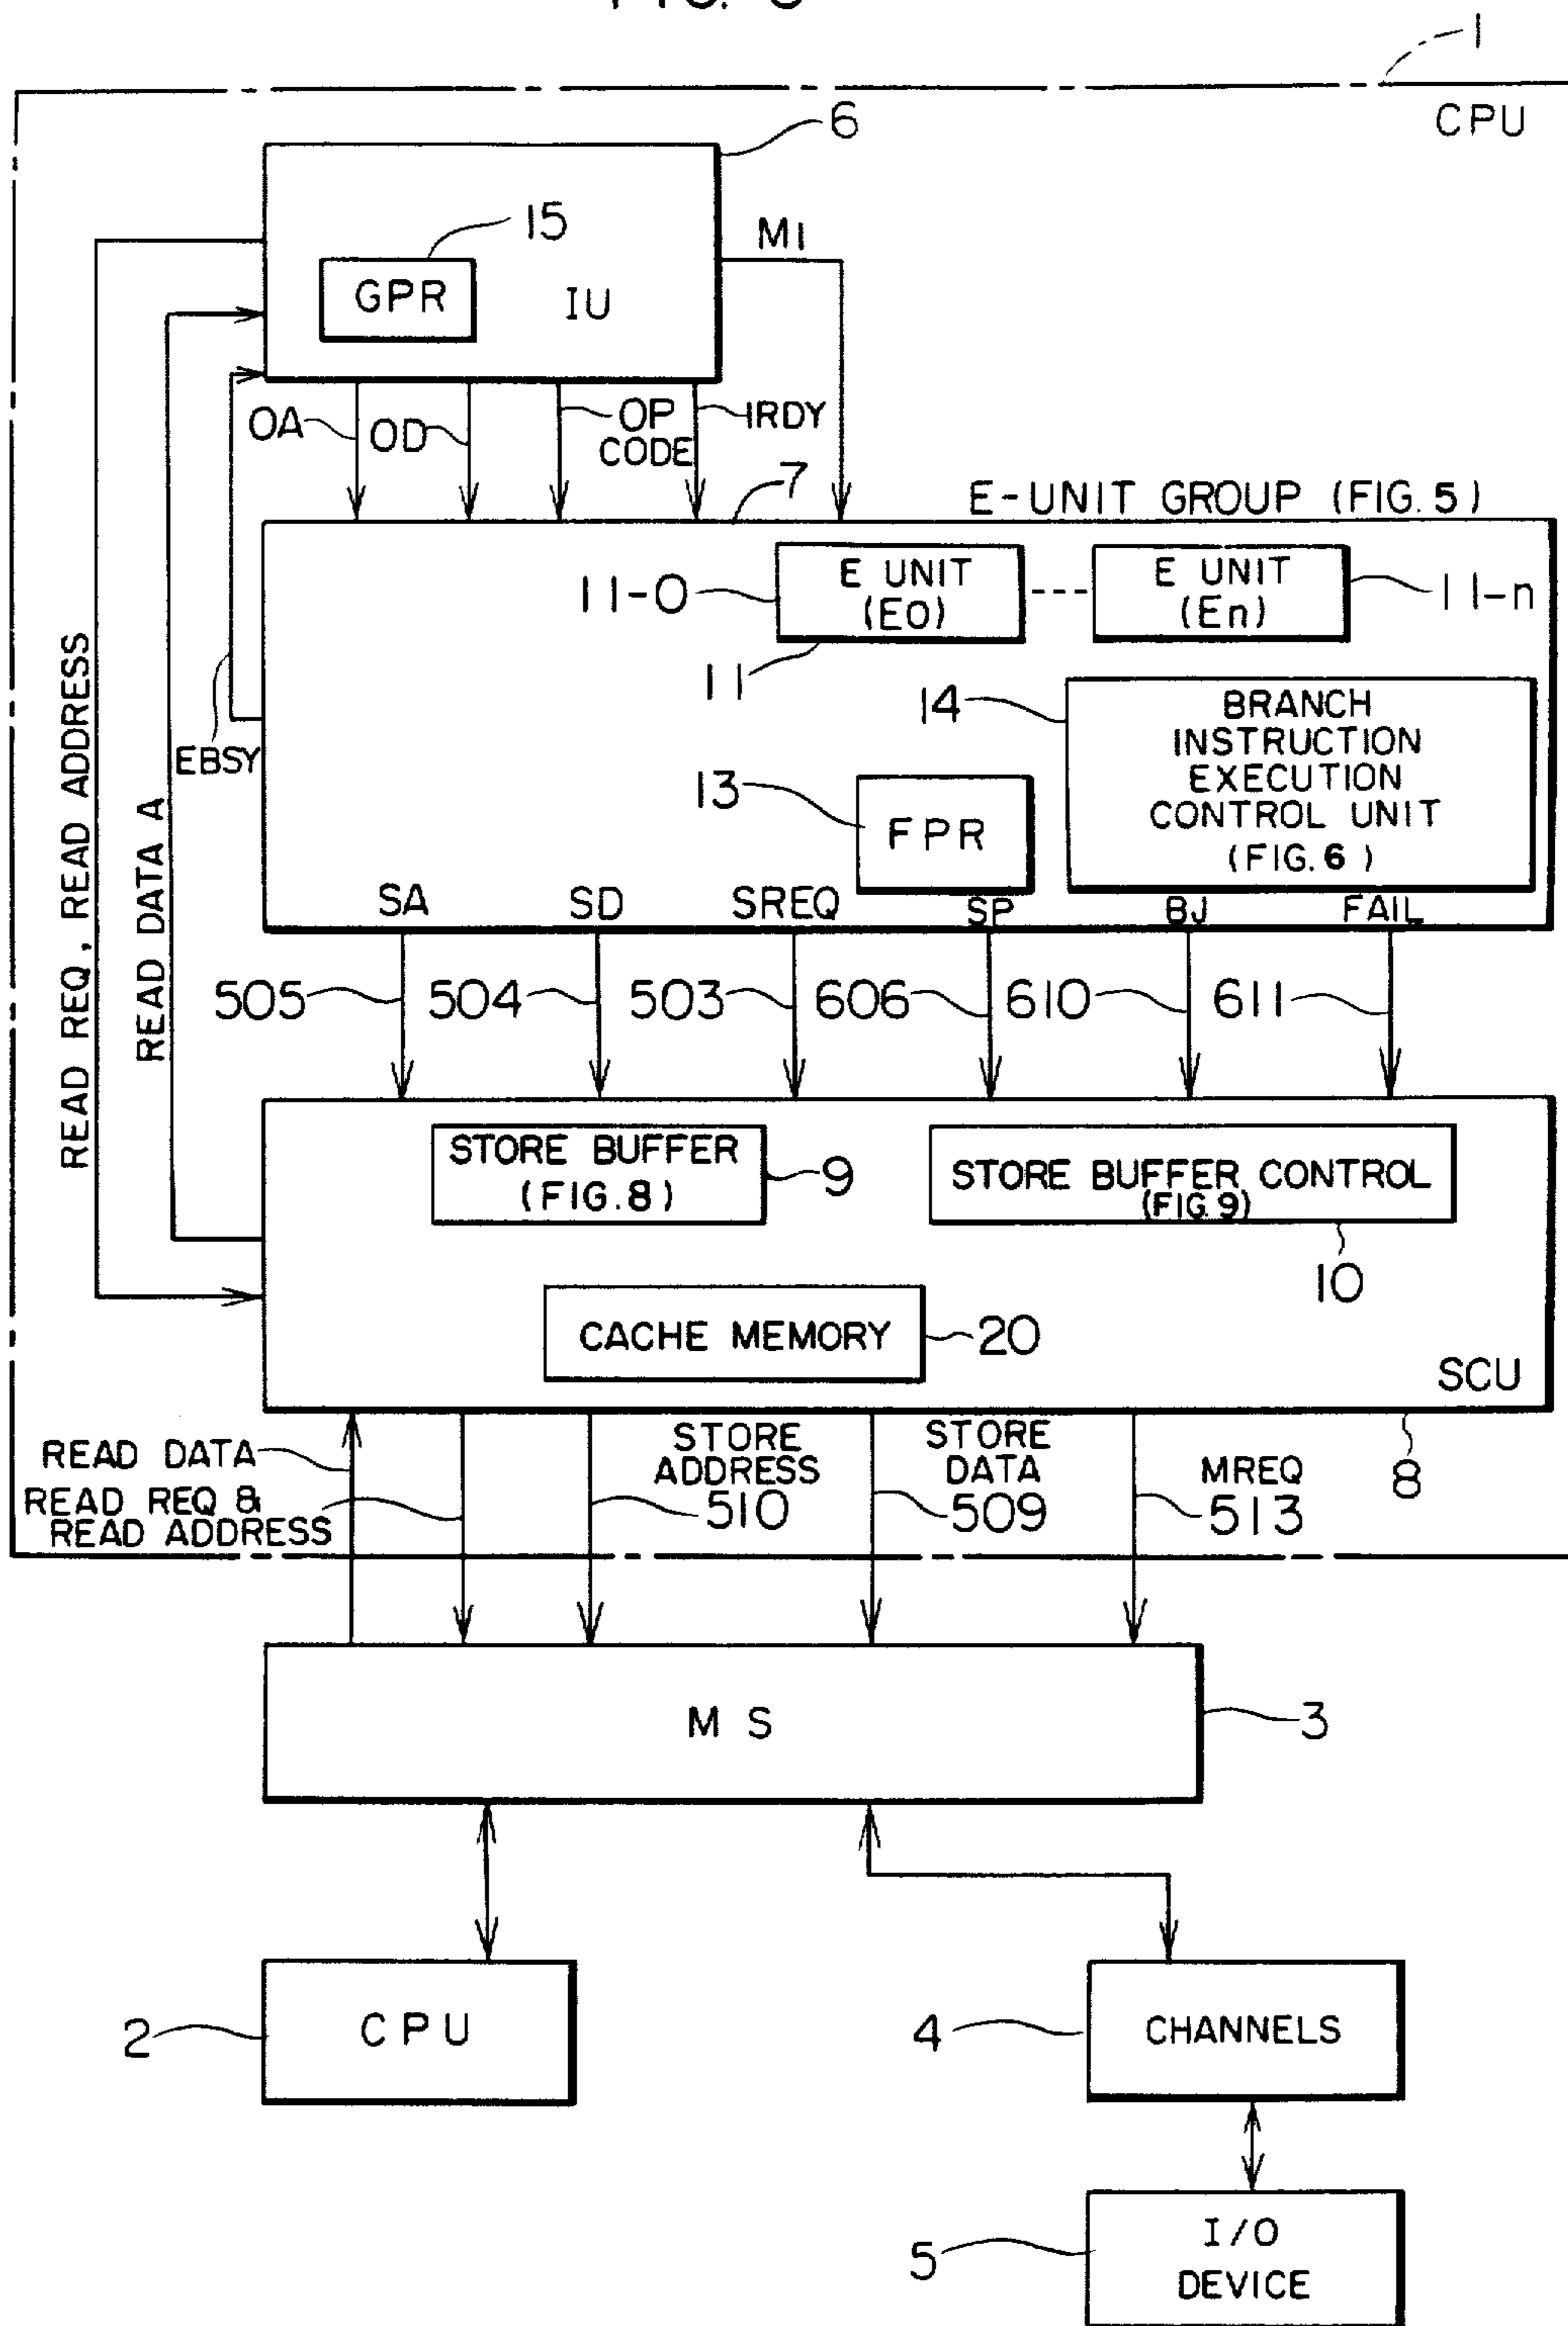 1
CPU
6
15
GPR
IU
M1
OA
OD
OP
CODE
IRDY
7
E-UNIT GROUP (FIG. 5)
11-0
E UNIT
(E0)
E UNIT
(En)
11-n
11
14
BRANCH
INSTRUCTION
EXECUTION
CONTROL UNIT
(FIG. 6)
13
FPR
EBSY
READ REQ, READ ADDRESS
READ DATA A
SA
SD
SREQ
SP
BJ
FAIL
505
504
503
606
610
611
STORE BUFFER
(FIG. 8)
9
STORE BUFFER CONTROL
(FIG. 9)
10
CACHE MEMORY
20
SCU
8
READ DATA
READ REQ &
READ ADDRESS
STORE
ADDRESS
510
STORE
DATA
509
MREQ
513
MS
3
2
CPU
4
CHANNELS
5
I/O
DEVICE